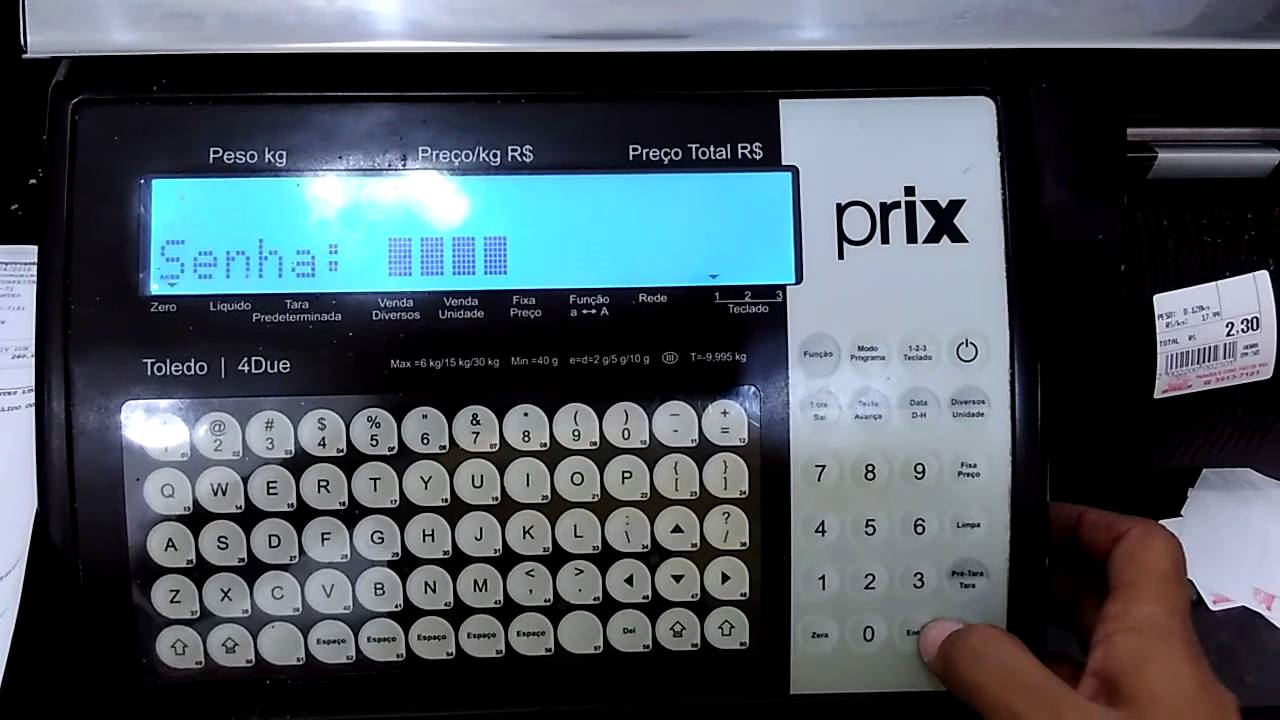 Peso kg Preço/kg R$ Preço Total R$
prix
Senha:
Zero Líquido Tara Predeterminada Venda Diversos Venda Unidade Fixa Preço Função a ↔ A Rede 1 2 3 Teclado
Toledo | 4Due
Max =6 kg/15 kg/30 kg Min =40 g e=d=2 g/5 g/10 g III T=-9,995 kg
Função Modo Programa 1-2-3 Teclado
Sai Avança Data D-H Diversos Unidade
@ 2 # 3 $ 4 % 5 " 6 & 7 * 8 ( 9 ) 0 — - + =
Q W E R T Y U I O P { [ } ]
A S D F G H J K L : \ ? /
Z X C V B N M < , > .
Espaço Espaço Espaço Espaço Espaço Del
7 8 9 Fixa Preço
4 5 6 Limpa
1 2 3 Pré-Tara Tara
Zera 0
PESO: 0.128kg
R$/kg: 17.99
TOTAL R$ 2,30